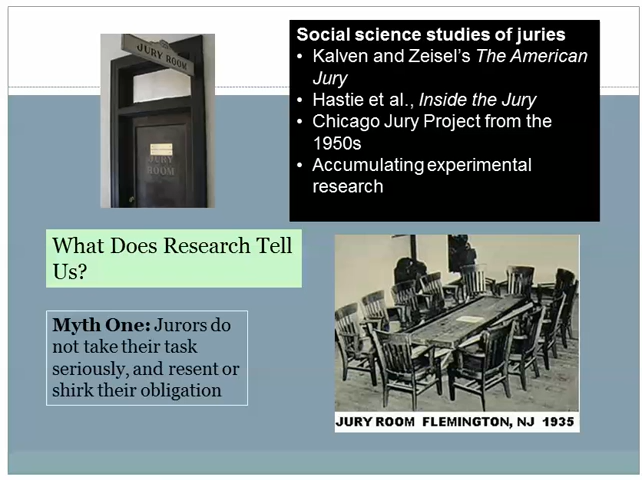 JURY ROOM
JURY
ROOM
Social science studies of juries
• Kalven and Zeisel's The American
Jury
• Hastie et al., Inside the Jury
• Chicago Jury Project from the
1950s
• Accumulating experimental
research
What Does Research Tell
Us?
Myth One: Jurors do
not take their task
seriously, and resent or
shirk their obligation
JURY ROOM FLEMINGTON, NJ 1935